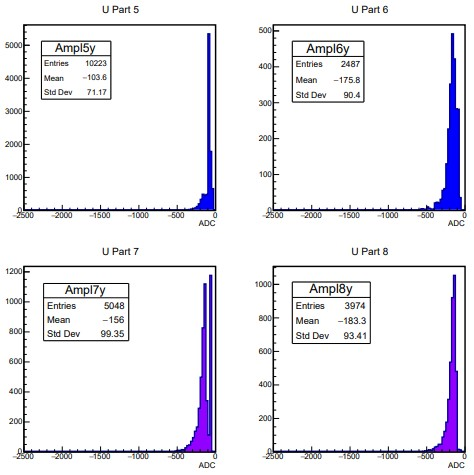 U Part 5
Ampl5y
Entries 10223
Mean −103.6
Std Dev 71.17
5000
4000
3000
2000
1000
0
−2500 −2000 −1500 −1000 −500 0
ADC
U Part 6
Ampl6y
Entries 2487
Mean −175.8
Std Dev 90.4
500
400
300
200
100
0
−2500 −2000 −1500 −1000 −500 0
ADC
U Part 7
Ampl7y
Entries 5048
Mean −156
Std Dev 99.35
1200
1000
800
600
400
200
0
−2500 −2000 −1500 −1000 −500 0
ADC
U Part 8
Ampl8y
Entries 3974
Mean −183.3
Std Dev 93.41
1000
800
600
400
200
0
−2500 −2000 −1500 −1000 −500 0
ADC